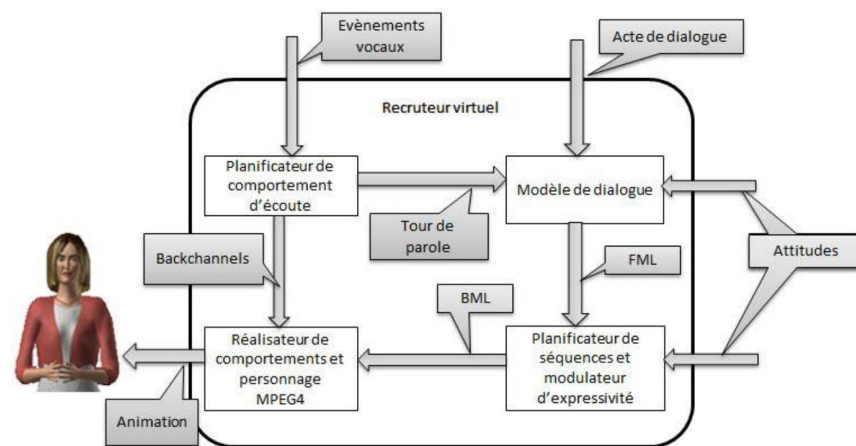 Evènements
vocaux
Acte de dialogue
Recruteur virtuel
Planificateur de
comportement
d'écoute
Modèle de dialogue
Tour de
parole
Backchannels
FML
Attitudes
BML
Réalisateur de
comportements et
personnage
MPEG4
Planificateur de
séquences et
modulateur
d'expressivité
Animation